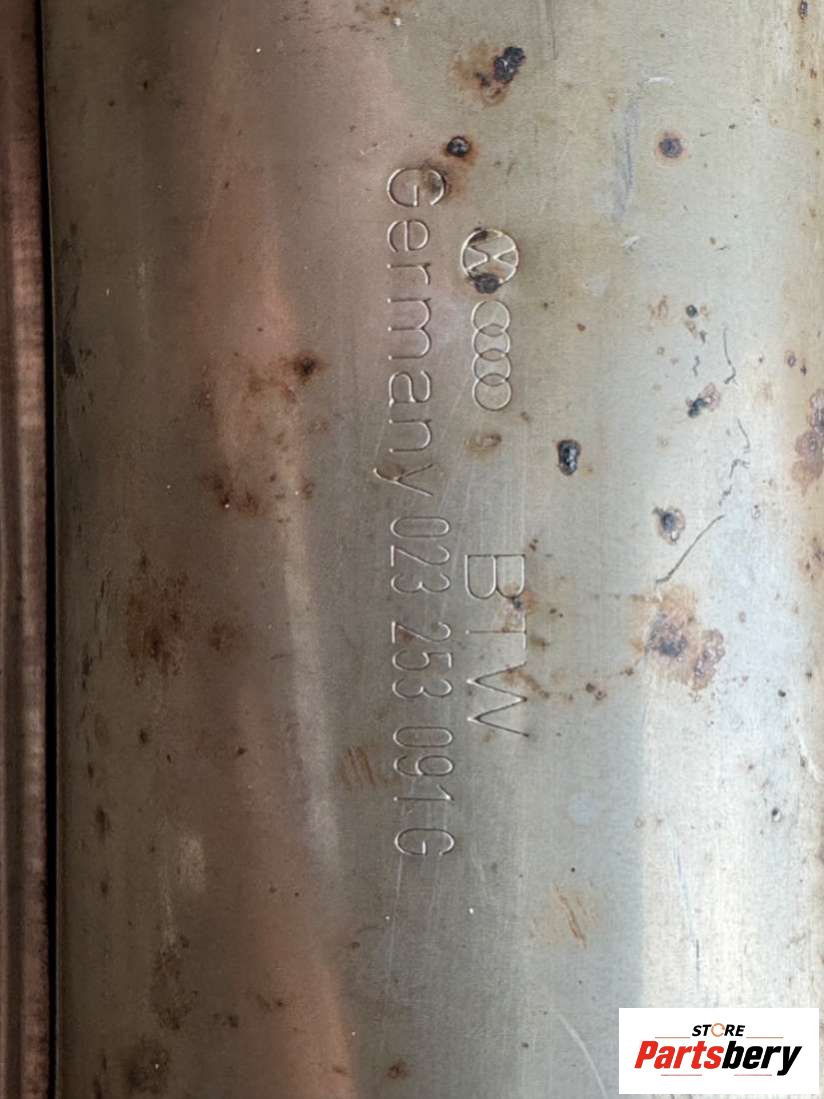 BTW
Germany 023 253 091 G
STORE
Partsbery